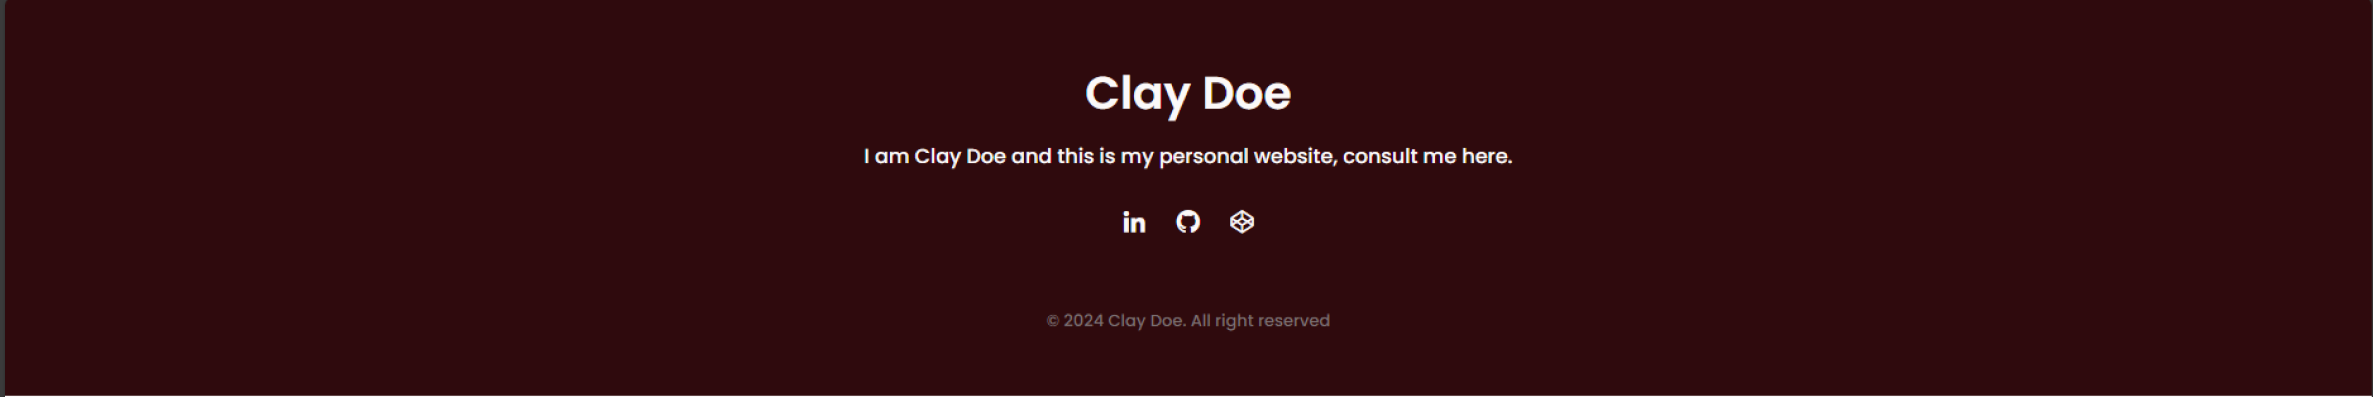 Clay Doe
I am Clay Doe and this is my personal website, consult me here.
in
© 2024 Clay Doe. All right reserved